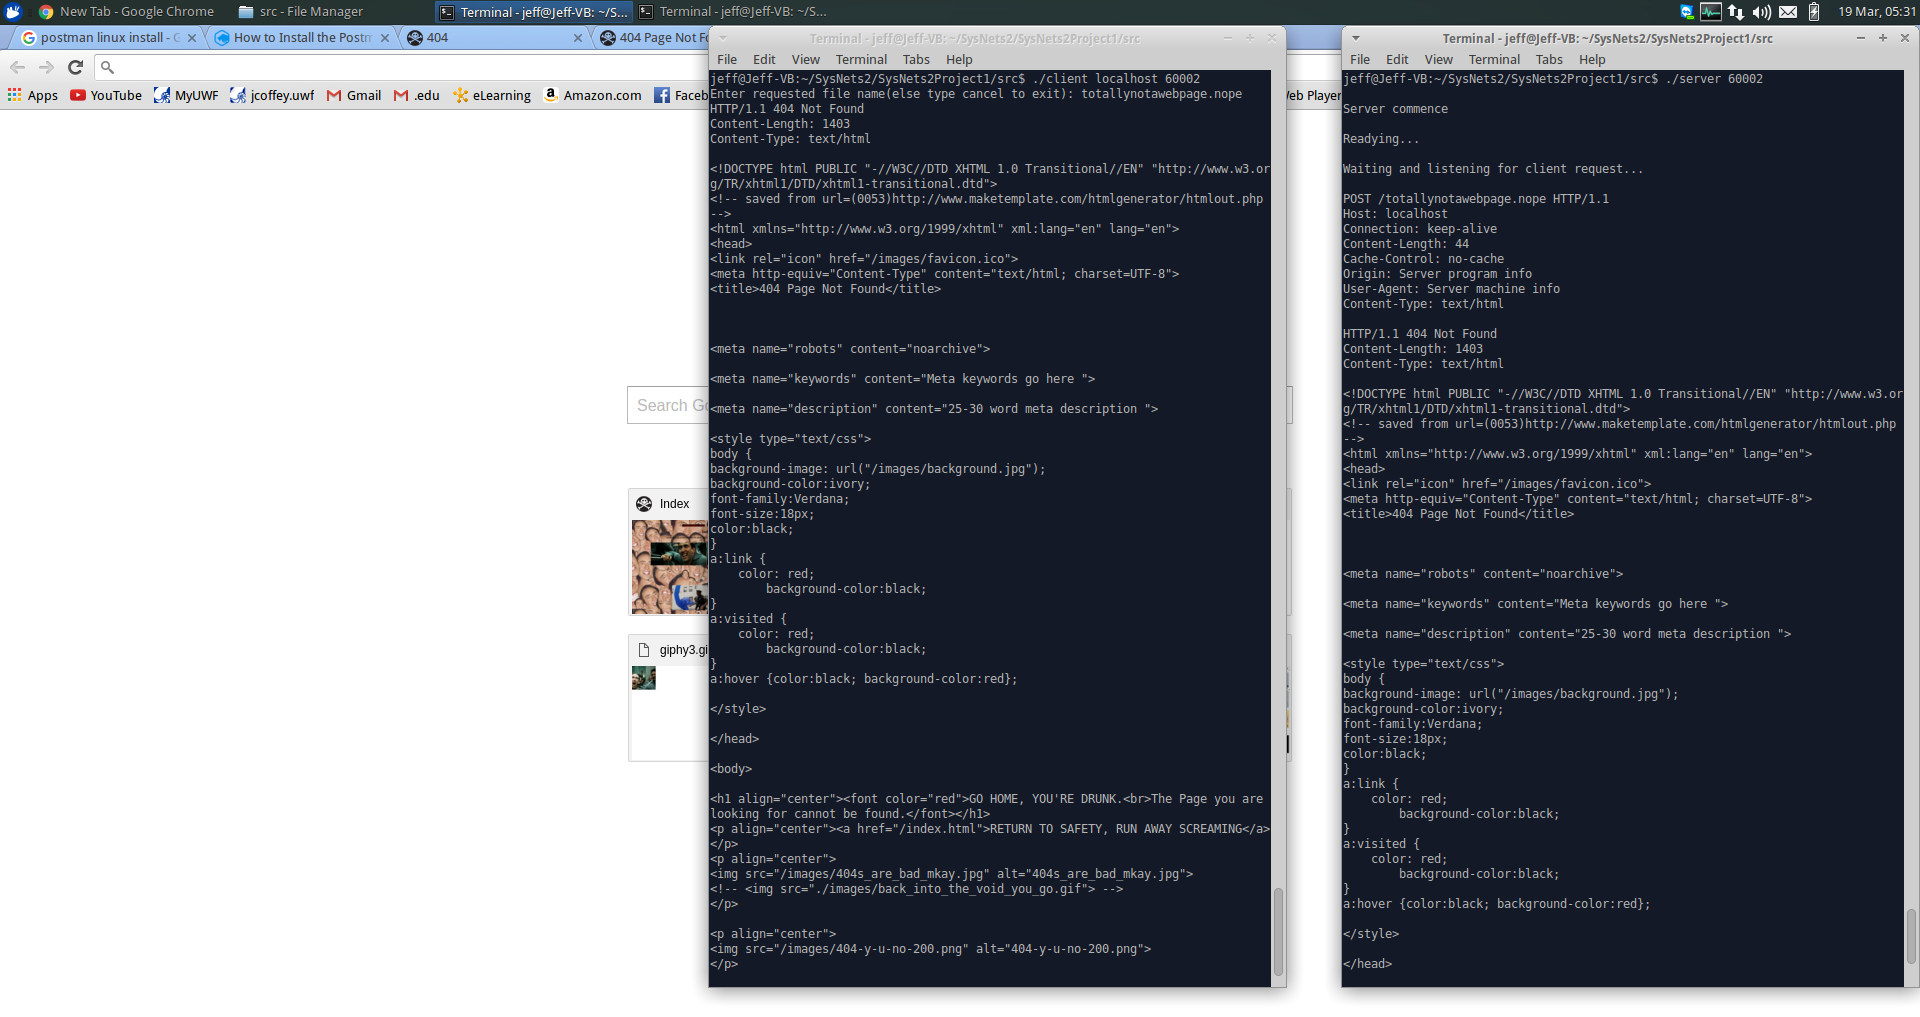 New Tab - Google Chrome
src - File Manager
Terminal - jeff@Jeff-VB: ~/S...
Terminal - jeff@Jeff-VB: ~/S...
19 Mar, 05:31
postman linux install - G
How to Install the Postm
404
404 Page Not Fo
Apps
YouTube
MyUWF
jcoffey.uwf
Gmail
.edu
eLearning
Amazon.com
Faceb
Web Player
Search Go
Index
giphy3.gi
Terminal - jeff@Jeff-VB: ~/SysNets2/SysNets2Project1/src
File Edit View Terminal Tabs Help
jeff@Jeff-VB:~/SysNets2/SysNets2Project1/src$ ./client localhost 60002
Enter requested file name(else type cancel to exit): totallynotawebpage.nope
HTTP/1.1 404 Not Found
Content-Length: 1403
Content-Type: text/html
<!DOCTYPE html PUBLIC "-//W3C//DTD XHTML 1.0 Transitional//EN" "http://www.w3.or
g/TR/xhtml1/DTD/xhtml1-transitional.dtd">
<!-- saved from url=(0053)http://www.maketemplate.com/htmlgenerator/htmlout.php
-->
<html xmlns="http://www.w3.org/1999/xhtml" xml:lang="en" lang="en">
<head>
<link rel="icon" href="/images/favicon.ico">
<meta http-equiv="Content-Type" content="text/html; charset=UTF-8">
<title>404 Page Not Found</title>
<meta name="robots" content="noarchive">
<meta name="keywords" content="Meta keywords go here ">
<meta name="description" content="25-30 word meta description ">
<style type="text/css">
body {
background-image: url("/images/background.jpg");
background-color:ivory;
font-family:Verdana;
font-size:18px;
color:black;
}
a:link {
color: red;
background-color:black;
}
a:visited {
color: red;
background-color:black;
}
a:hover {color:black; background-color:red};
</style>
</head>
<body>
<h1 align="center"><font color="red">GO HOME, YOU'RE DRUNK.<br>The Page you are
looking for cannot be found.</font></h1>
<p align="center"><a href="/index.html">RETURN TO SAFETY, RUN AWAY SCREAMING</a>
</p>
<p align="center">
<img src="/images/404s_are_bad_mkay.jpg" alt="404s_are_bad_mkay.jpg">
<!-- <img src="./images/back_into_the_void_you_go.gif"> -->
</p>
<p align="center">
<img src="/images/404-y-u-no-200.png" alt="404-y-u-no-200.png">
</p>
Terminal - jeff@Jeff-VB: ~/SysNets2/SysNets2Project1/src
File Edit View Terminal Tabs Help
jeff@Jeff-VB:~/SysNets2/SysNets2Project1/src$ ./server 60002
Server commence
Readying...
Waiting and listening for client request...
POST /totallynotawebpage.nope HTTP/1.1
Host: localhost
Connection: keep-alive
Content-Length: 44
Cache-Control: no-cache
Origin: Server program info
User-Agent: Server machine info
Content-Type: text/html
HTTP/1.1 404 Not Found
Content-Length: 1403
Content-Type: text/html
<!DOCTYPE html PUBLIC "-//W3C//DTD XHTML 1.0 Transitional//EN" "http://www.w3.or
g/TR/xhtml1/DTD/xhtml1-transitional.dtd">
<!-- saved from url=(0053)http://www.maketemplate.com/htmlgenerator/htmlout.php
-->
<html xmlns="http://www.w3.org/1999/xhtml" xml:lang="en" lang="en">
<head>
<link rel="icon" href="/images/favicon.ico">
<meta http-equiv="Content-Type" content="text/html; charset=UTF-8">
<title>404 Page Not Found</title>
<meta name="robots" content="noarchive">
<meta name="keywords" content="Meta keywords go here ">
<meta name="description" content="25-30 word meta description ">
<style type="text/css">
body {
background-image: url("/images/background.jpg");
background-color:ivory;
font-family:Verdana;
font-size:18px;
color:black;
}
a:link {
color: red;
background-color:black;
}
a:visited {
color: red;
background-color:black;
}
a:hover {color:black; background-color:red};
</style>
</head>